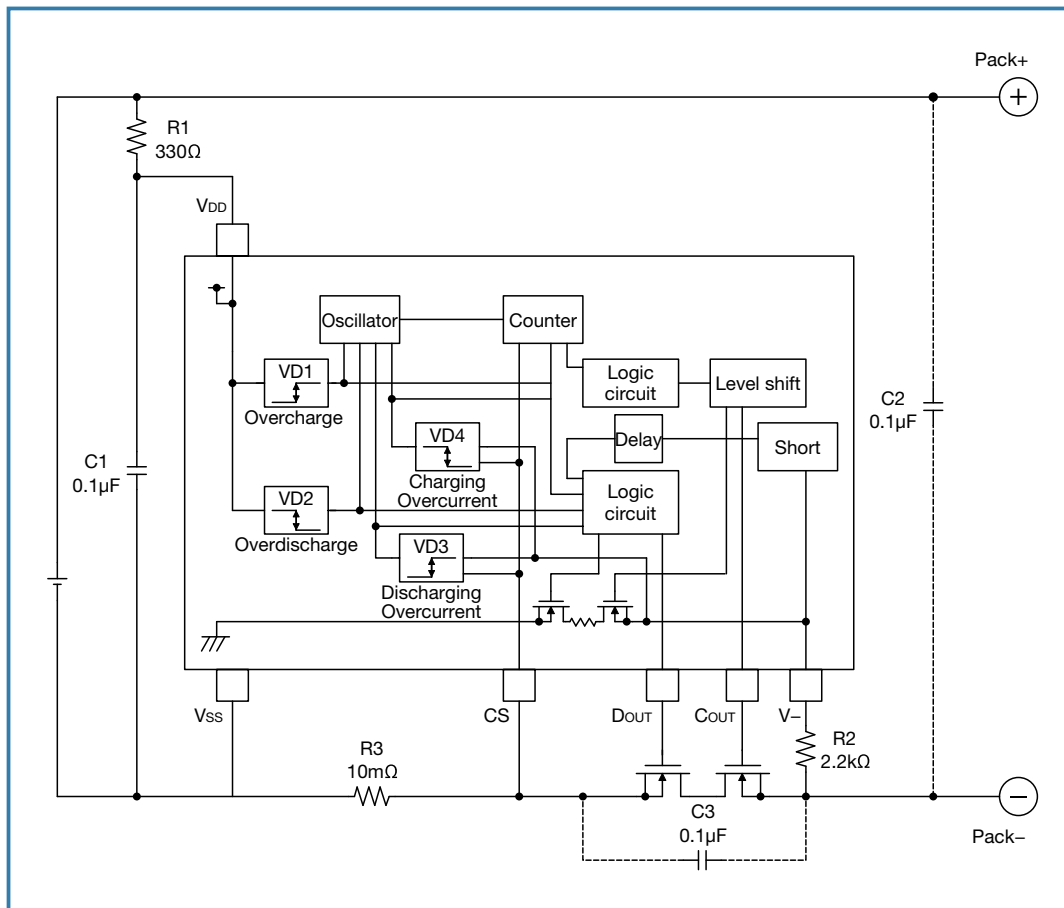 Pack+
R1
330Ω
VDD
Oscillator
Counter
VD1
Overcharge
Logic
circuit
Level shift
C2
0.1µF
VD4
Charging
Overcurrent
Delay
Short
C1
0.1µF
VD2
Overdischarge
Logic
circuit
VD3
Discharging
Overcurrent
VSS
CS
DOUT
COUT
V−
R2
2.2kΩ
R3
10mΩ
C3
0.1µF
Pack−